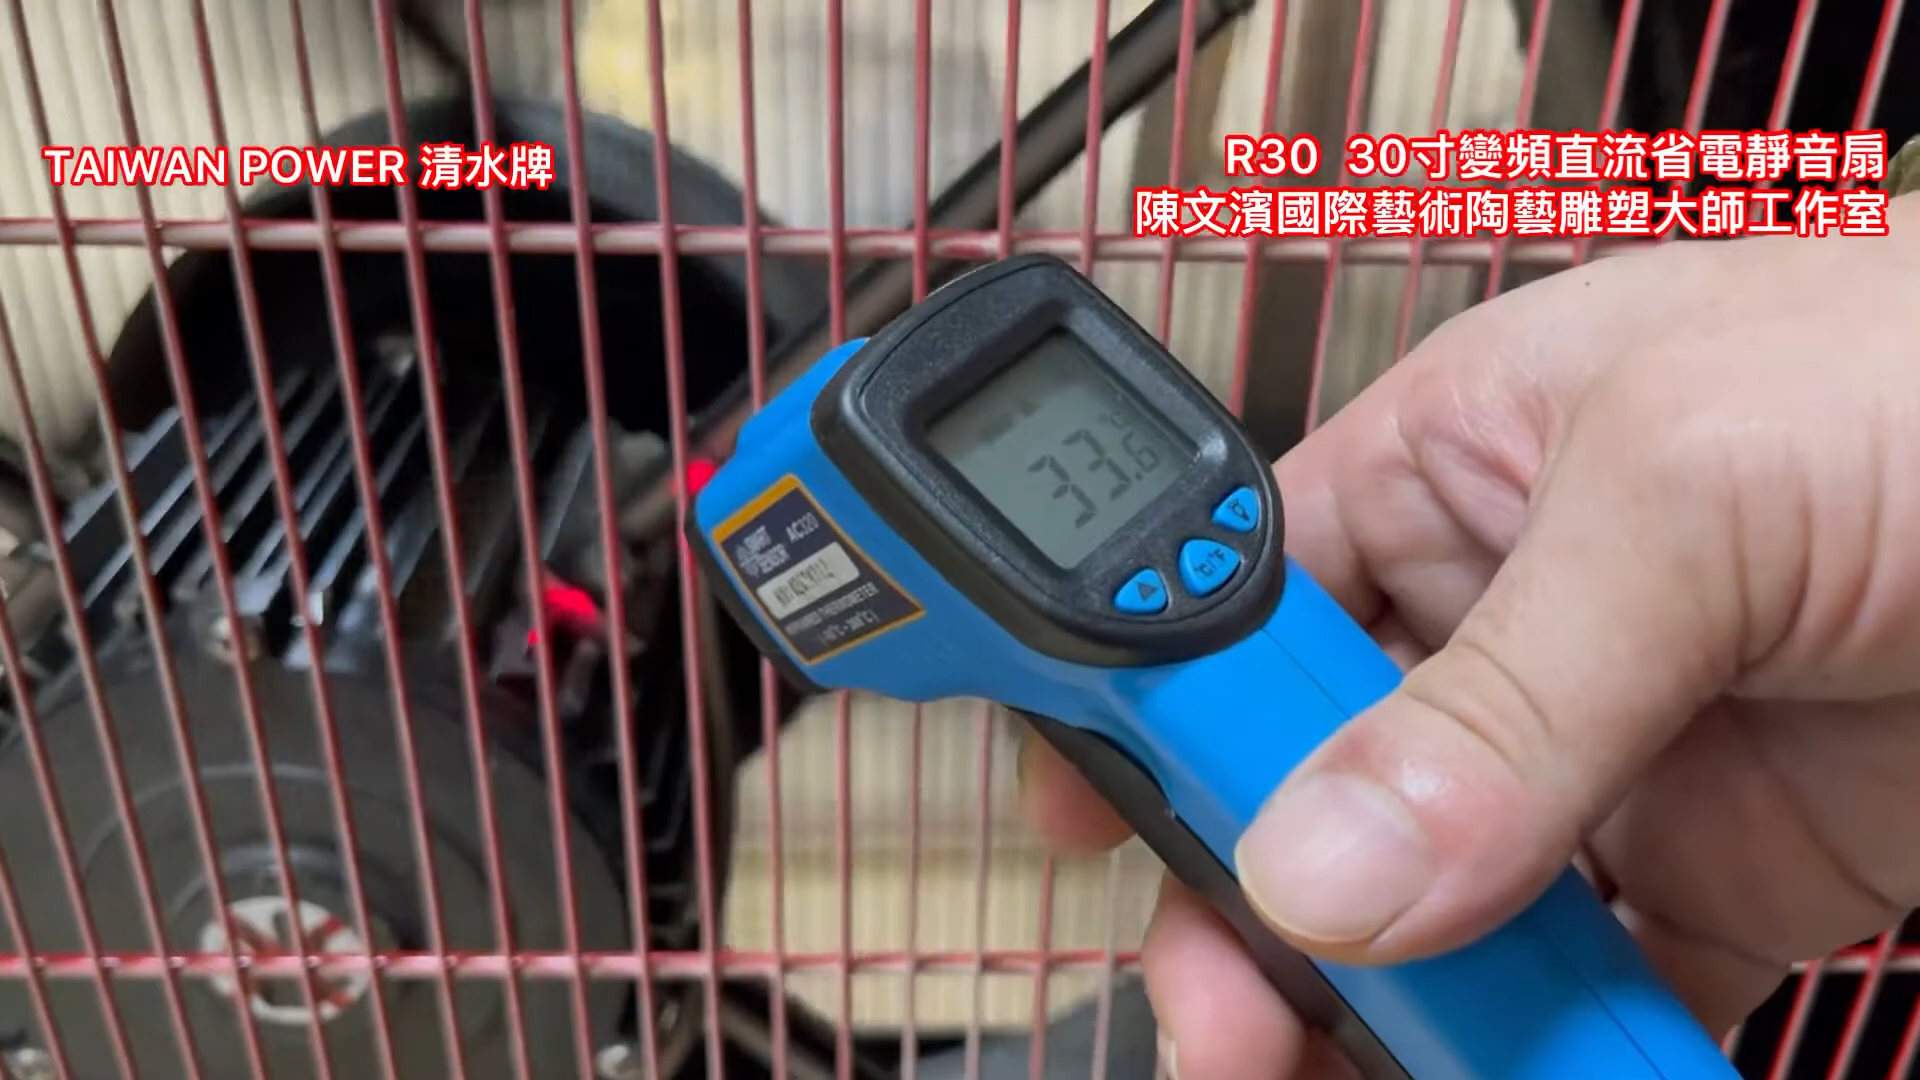 TAIWAN POWER 清水牌
R30 30寸變頻直流省電靜音扇
陳文濱國際藝術陶藝雕塑大師工作室
33.6
°C
°C/°F
SMART
SENSOR
AC320
INFRARED THERMOMETER